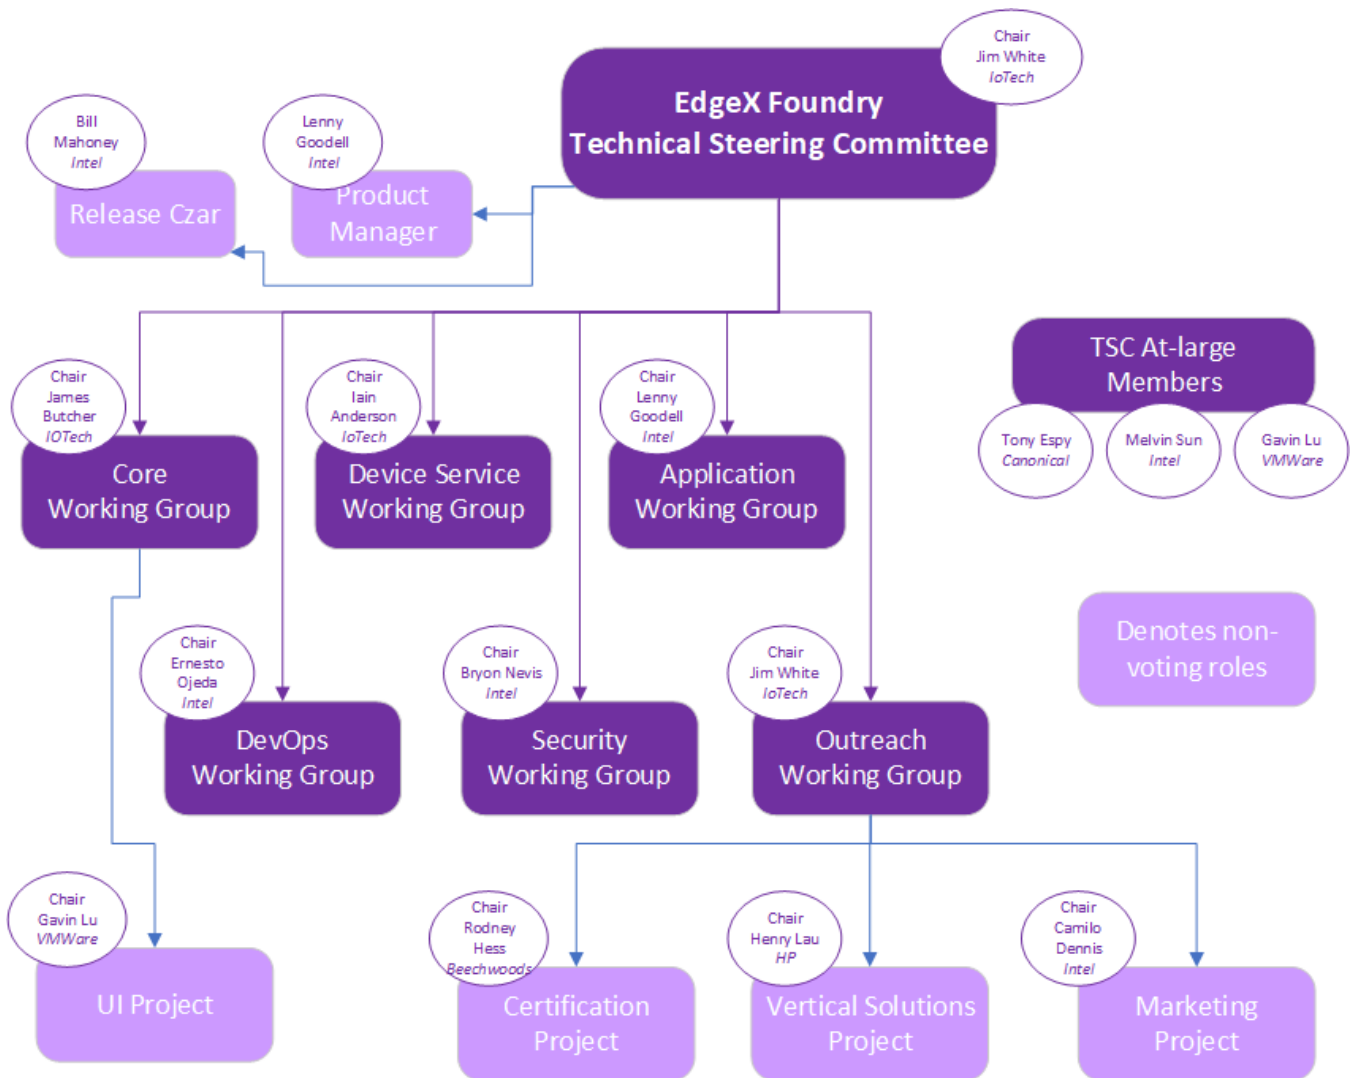 Chair
Jim White
IoTech
EdgeX Foundry
Technical Steering Committee
Bill
Mahoney
Intel
Release Czar
Lenny
Goodell
Intel
Product
Manager
TSC At-large
Members
Tony Espy
Canonical
Melvin Sun
Intel
Gavin Lu
VMWare
Chair
James
Butcher
IOTech
Core
Working Group
Chair
Iain
Anderson
IoTech
Device Service
Working Group
Chair
Lenny
Goodell
Intel
Application
Working Group
Denotes non-
voting roles
Chair
Ernesto
Ojeda
Intel
DevOps
Working Group
Chair
Bryon Nevis
Intel
Security
Working Group
Chair
Jim White
IoTech
Outreach
Working Group
Chair
Gavin Lu
VMWare
UI Project
Chair
Rodney
Hess
Beechwoods
Certification
Project
Chair
Henry Lau
HP
Vertical Solutions
Project
Chair
Camilo
Dennis
Intel
Marketing
Project